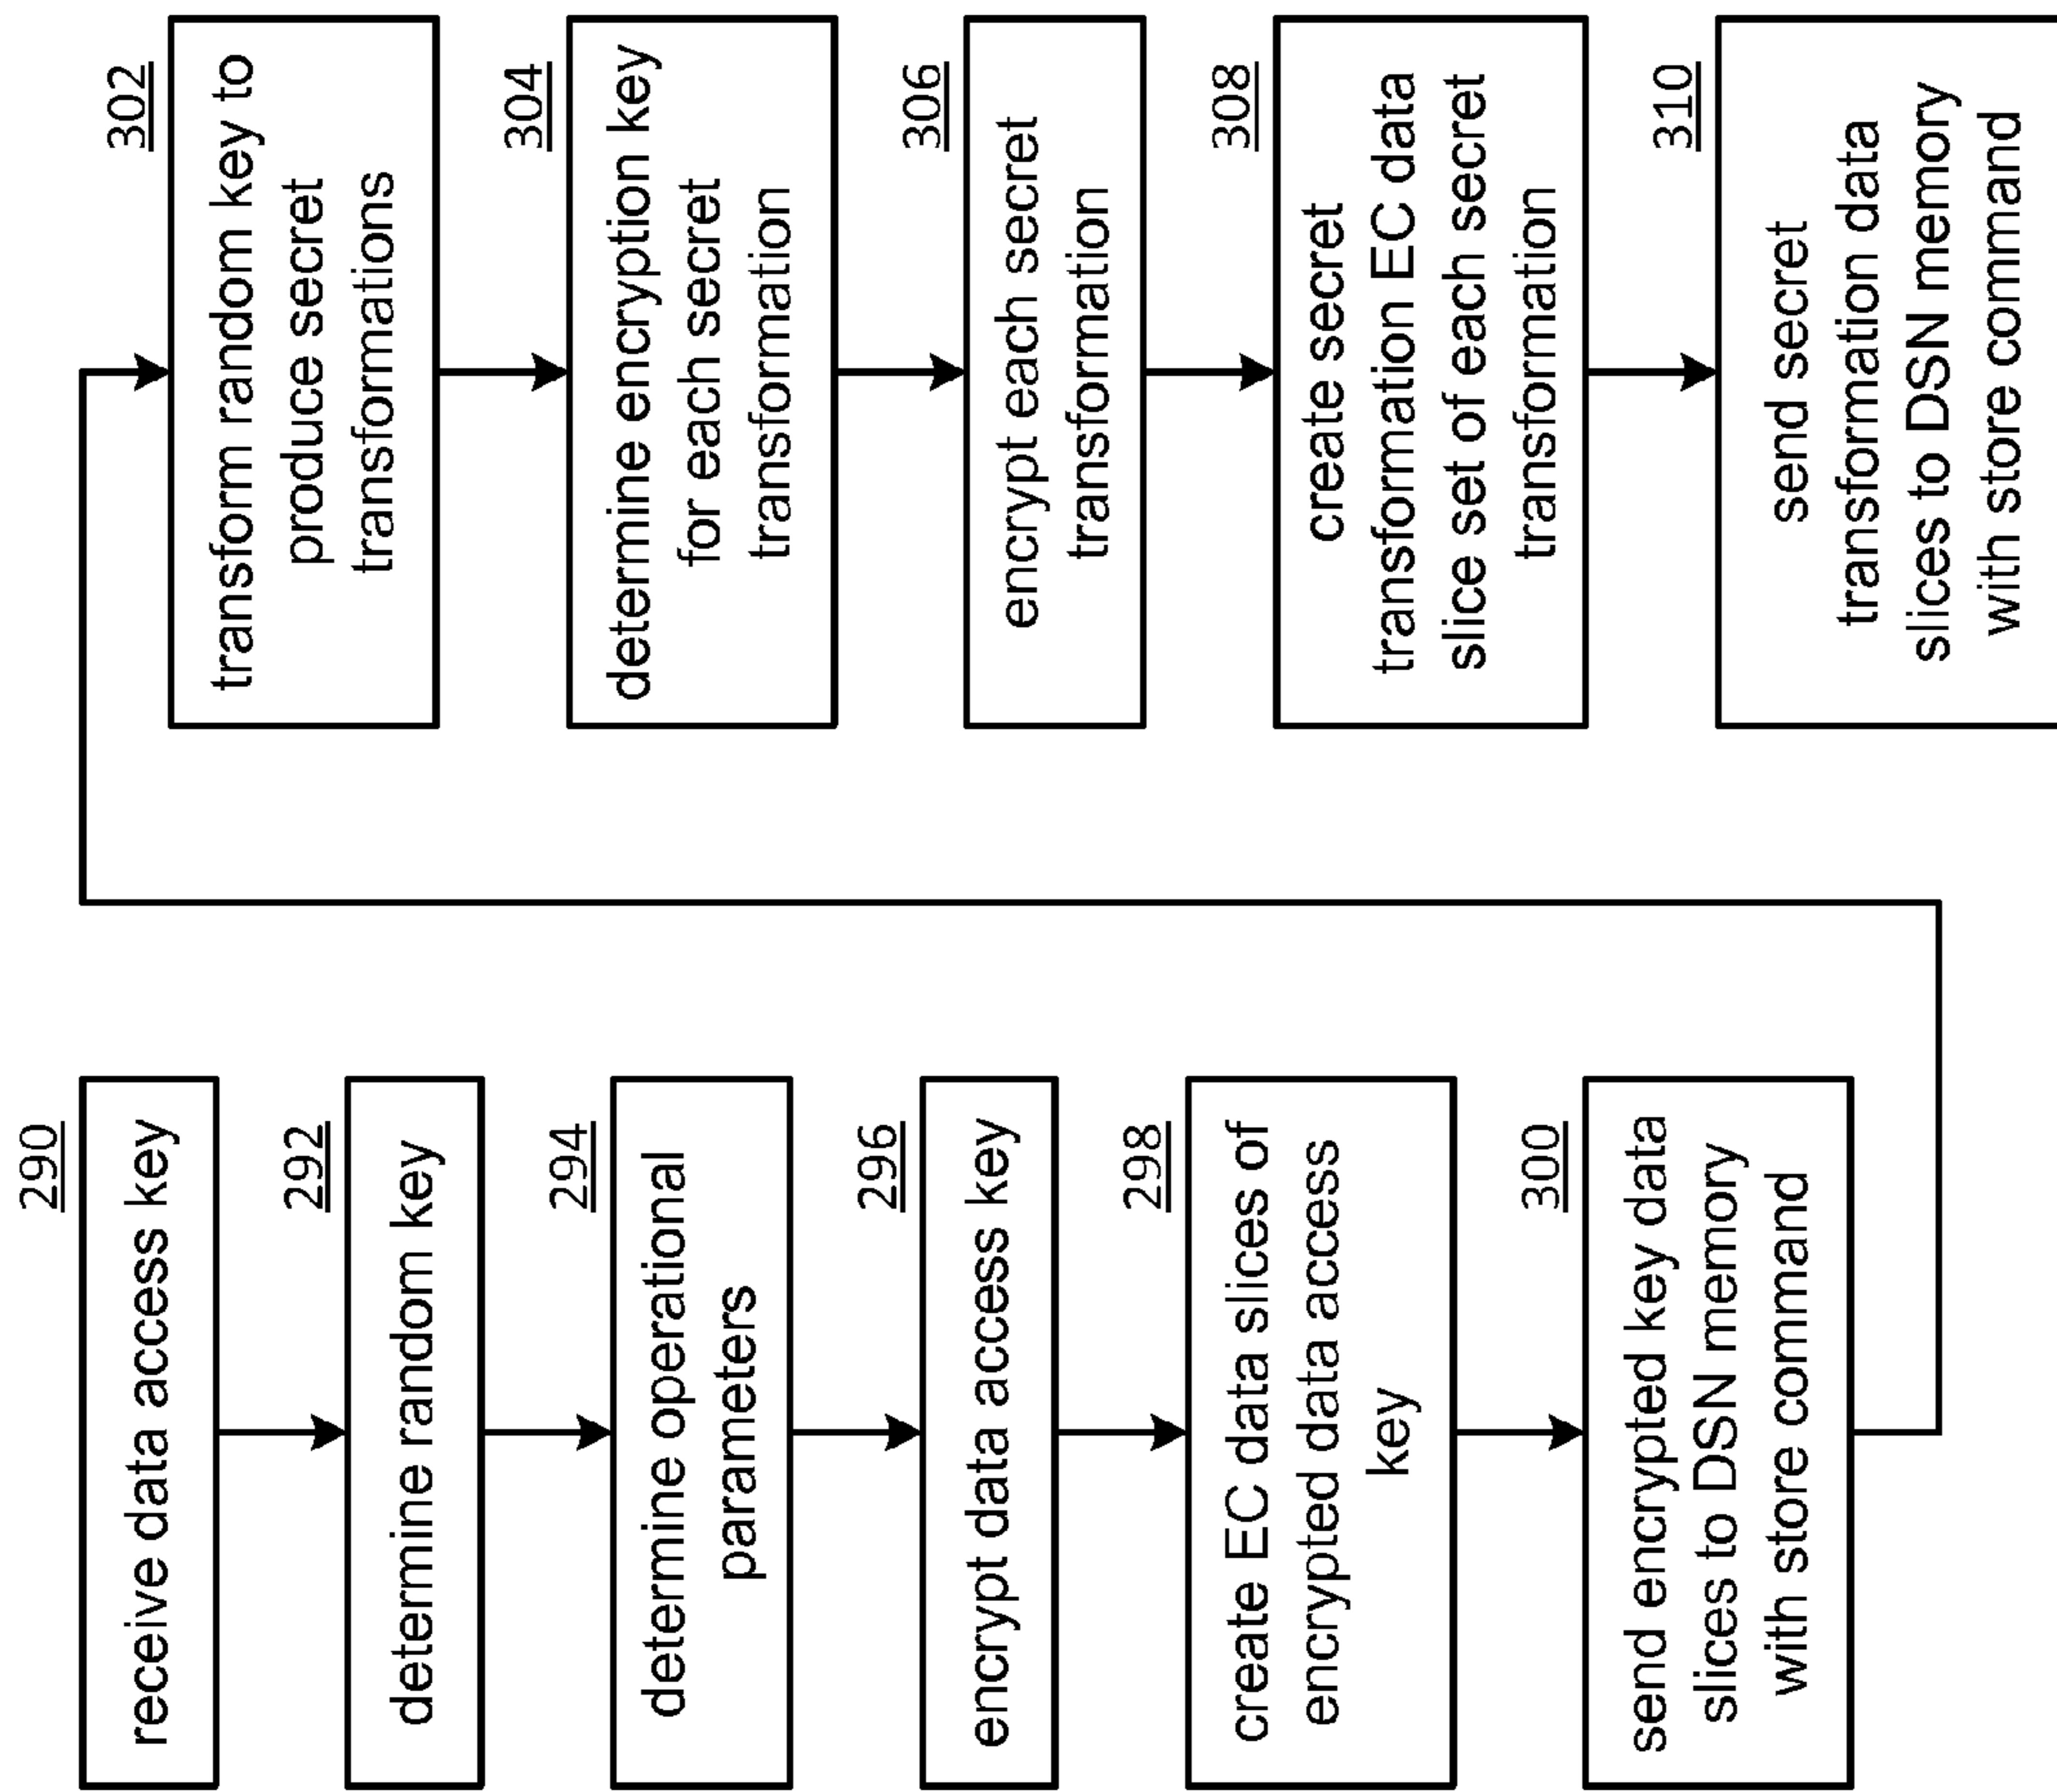 290
receive data access key
292
determine random key
294
determine operational
parameters
296
encrypt data access key
298
create EC data slices of
encrypted data access
key
300
send encrypted key data
slices to DSN memory
with store command
302
transform random key to
produce secret
transformations
304
determine encryption key
for each secret
transformation
306
encrypt each secret
transformation
308
create secret
transformation EC data
slice set of each secret
transformation
310
send secret
transformation data
slices to DSN memory
with store command